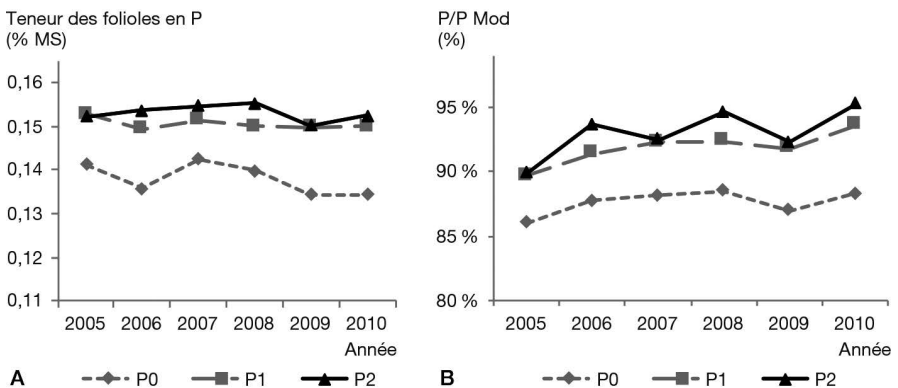 Teneur des folioles en P
(% MS)
0,16
0,15
0,14
0,13
0,12
0,11
2005 2006 2007 2008 2009 2010
Année
A P0 P1 P2
P/P Mod
(%)
95 %
90 %
85 %
80 %
2005 2006 2007 2008 2009 2010
Année
B P0 P1 P2